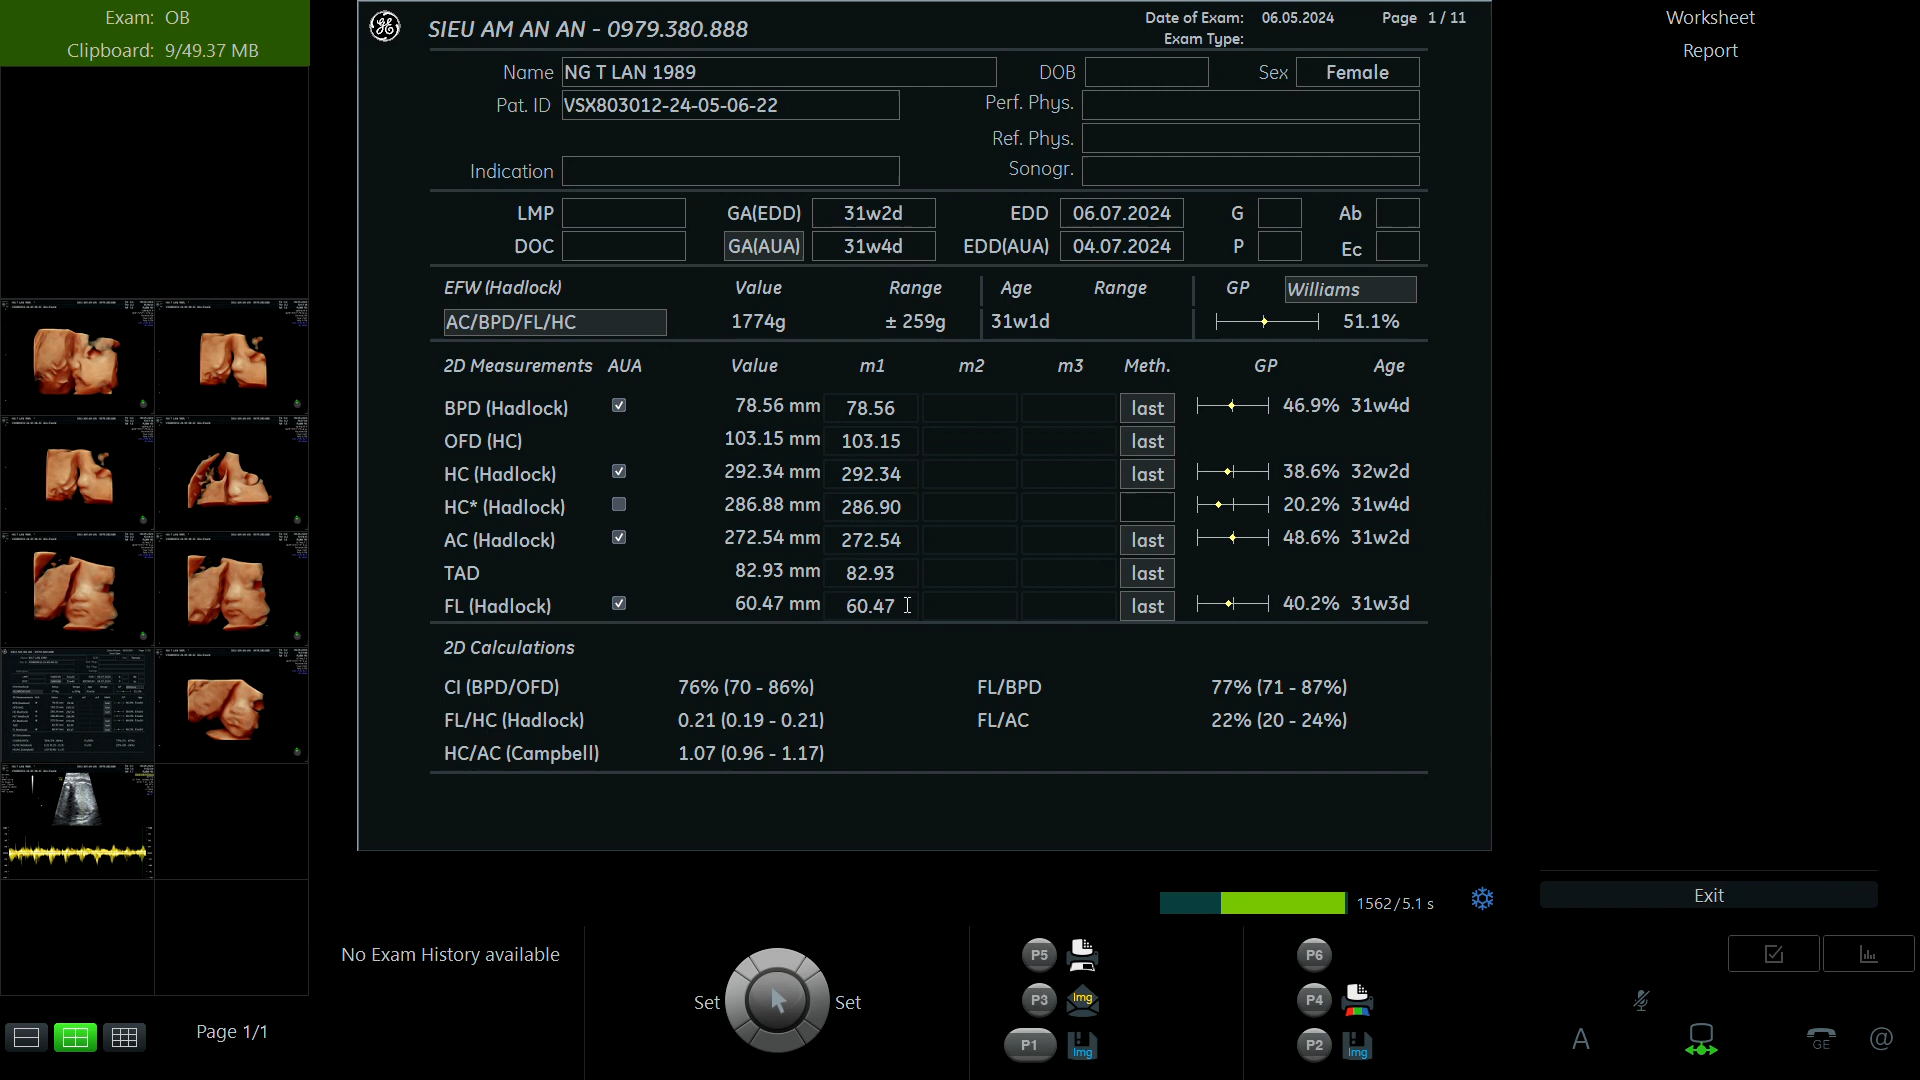 Exam: OB
Clipboard: 9/49.37 MB
SIEU AM AN AN - 0979.380.888
Date of Exam: 06.05.2024 Page 1 / 11
Exam Type:
Name NG T LAN 1989 DOB Sex Female
Pat. ID VSX803012-24-05-06-22 Perf. Phys.
Ref. Phys.
Indication Sonogr.
LMP GA(EDD) 31w2d EDD 06.07.2024 G Ab
DOC GA(AUA) 31w4d EDD(AUA) 04.07.2024 P Ec
EFW (Hadlock) Value Range Age Range GP Williams
AC/BPD/FL/HC 1774g ± 259g 31w1d 51.1%
2D Measurements AUA Value m1 m2 m3 Meth. GP Age
BPD (Hadlock) 78.56 mm 78.56 last 46.9% 31w4d
OFD (HC) 103.15 mm 103.15 last
HC (Hadlock) 292.34 mm 292.34 last 38.6% 32w2d
HC* (Hadlock) 286.88 mm 286.90 20.2% 31w4d
AC (Hadlock) 272.54 mm 272.54 last 48.6% 31w2d
TAD 82.93 mm 82.93 last
FL (Hadlock) 60.47 mm 60.47 last 40.2% 31w3d
2D Calculations
CI (BPD/OFD) 76% (70 - 86%) FL/BPD 77% (71 - 87%)
FL/HC (Hadlock) 0.21 (0.19 - 0.21) FL/AC 22% (20 - 24%)
HC/AC (Campbell) 1.07 (0.96 - 1.17)
1562/5.1 s
Worksheet
Report
Exit
No Exam History available
Set Set
P5 P6
P3 Img P4
P1 Img P2 Img
Page 1/1
A GE @